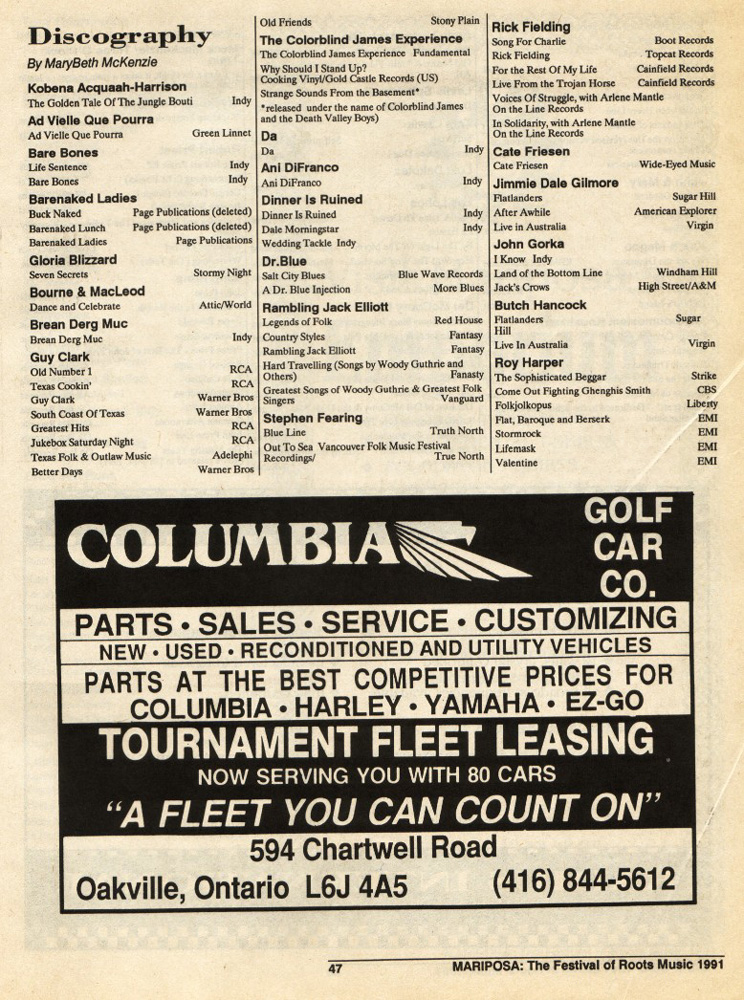 Discography
By MaryBeth McKenzie
Kobena Acquaah-Harrison
The Golden Tale Of The Jungle Bouti Indy
Ad Vielle Que Pourra
Ad Vielle Que Pourra Green Linnet
Bare Bones
Life Sentence Indy
Bare Bones Indy
Barenaked Ladies
Buck Naked Page Publications (deleted)
Barenaked Lunch Page Publications (deleted)
Barenaked Ladies Page Publications
Gloria Blizzard
Seven Secrets Stormy Night
Bourne & MacLeod
Dance and Celebrate Attic/World
Brean Derg Muc
Brean Derg Muc Indy
Guy Clark
Old Number 1 RCA
Texas Cookin' RCA
Guy Clark Warner Bros
South Coast Of Texas Warner Bros
Greatest Hits RCA
Jukebox Saturday Night RCA
Texas Folk & Outlaw Music Adelephi
Better Days Warner Bros
Old Friends Stony Plain
The Colorblind James Experience
The Colorblind James Experience Fundamental
Why Should I Stand Up?
Cooking Vinyl/Gold Castle Records (US)
Strange Sounds From the Basement*
*released under the name of Colorblind James
and the Death Valley Boys)
Da
Da Indy
Ani DiFranco
Ani DiFranco Indy
Dinner Is Ruined
Dinner Is Ruined Indy
Dale Morningstar Indy
Wedding Tackle Indy
Dr.Blue
Salt City Blues Blue Wave Records
A Dr. Blue Injection More Blues
Rambling Jack Elliott
Legends of Folk Red House
Country Styles Fantasy
Rambling Jack Elliott Fantasy
Hard Travelling (Songs by Woody Guthrie and
Others) Fanasty
Greatest Songs of Woody Guthrie & Greatest Folk
Singers Vanguard
Stephen Fearing
Blue Line Truth North
Out To Sea Vancouver Folk Music Festival
Recordings/ True North
Rick Fielding
Song For Charlie Boot Records
Rick Fielding Topcat Records
For the Rest Of My Life Cainfield Records
Live From the Trojan Horse Cainfield Records
Voices Of Struggle, with Arlene Mantle
On the Line Records
In Solidarity, with Arlene Mantle
On the Line Records
Cate Friesen
Cate Friesen Wide-Eyed Music
Jimmie Dale Gilmore
Flatlanders Sugar Hill
After Awhile American Explorer
Live in Australia Virgin
John Gorka
I Know Indy
Land of the Bottom Line Windham Hill
Jack's Crows High Street/A&M
Butch Hancock
Flatlanders Sugar
Hill
Live In Australia Virgin
Roy Harper
The Sophisticated Beggar Strike
Come Out Fighting Ghenghis Smith CBS
Folkjolkopus Liberty
Flat, Baroque and Berserk EMI
Stormrock EMI
Lifemask EMI
Valentine EMI
COLUMBIA
GOLF
CAR
CO.
PARTS • SALES • SERVICE • CUSTOMIZING
NEW • USED • RECONDITIONED AND UTILITY VEHICLES
PARTS AT THE BEST COMPETITIVE PRICES FOR
COLUMBIA • HARLEY • YAMAHA • EZ-GO
TOURNAMENT FLEET LEASING
NOW SERVING YOU WITH 80 CARS
“A FLEET YOU CAN COUNT ON”
594 Chartwell Road
Oakville, Ontario L6J 4A5 (416) 844-5612
47 MARIPOSA: The Festival of Roots Music 1991